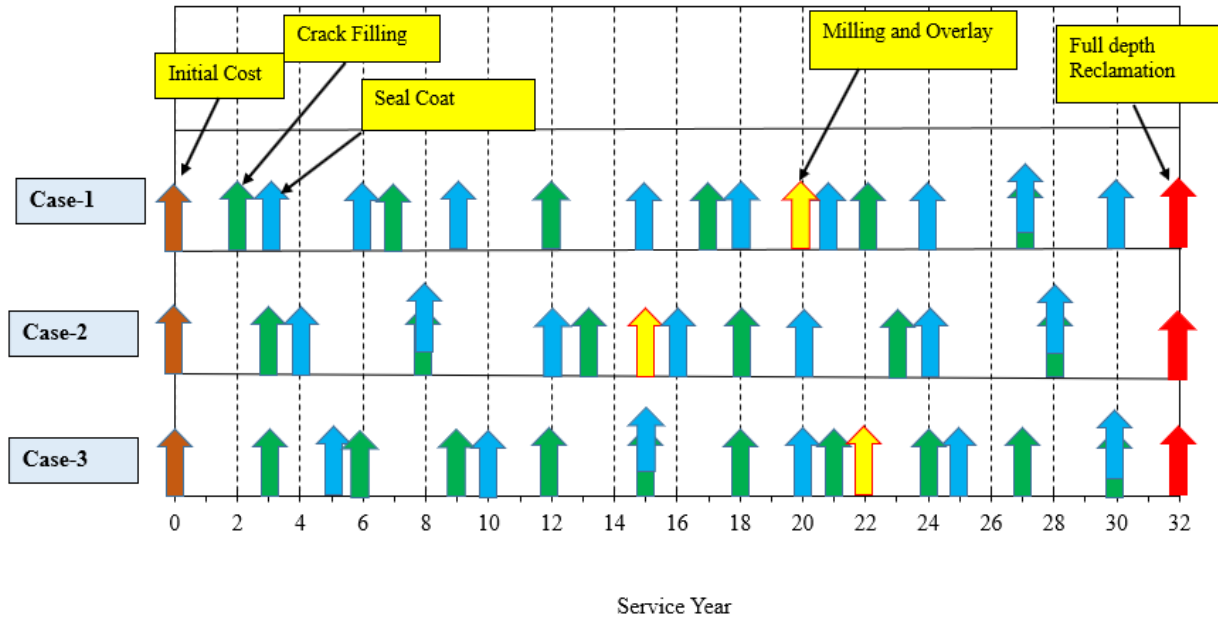 Crack Filling
Milling and Overlay
Full depth
Reclamation
Initial Cost
Seal Coat
Case-1
Case-2
Case-3
0 2 4 6 8 10 12 14 16 18 20 22 24 26 28 30 32
Service Year